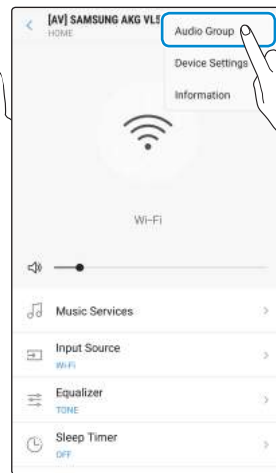 [AV] SAMSUNG AKG VL5
HOME
Audio Group
Device Settings
Information
Wi-Fi
Music Services
Input Source
Wi-Fi
Equalizer
TONE
Sleep Timer
OFF